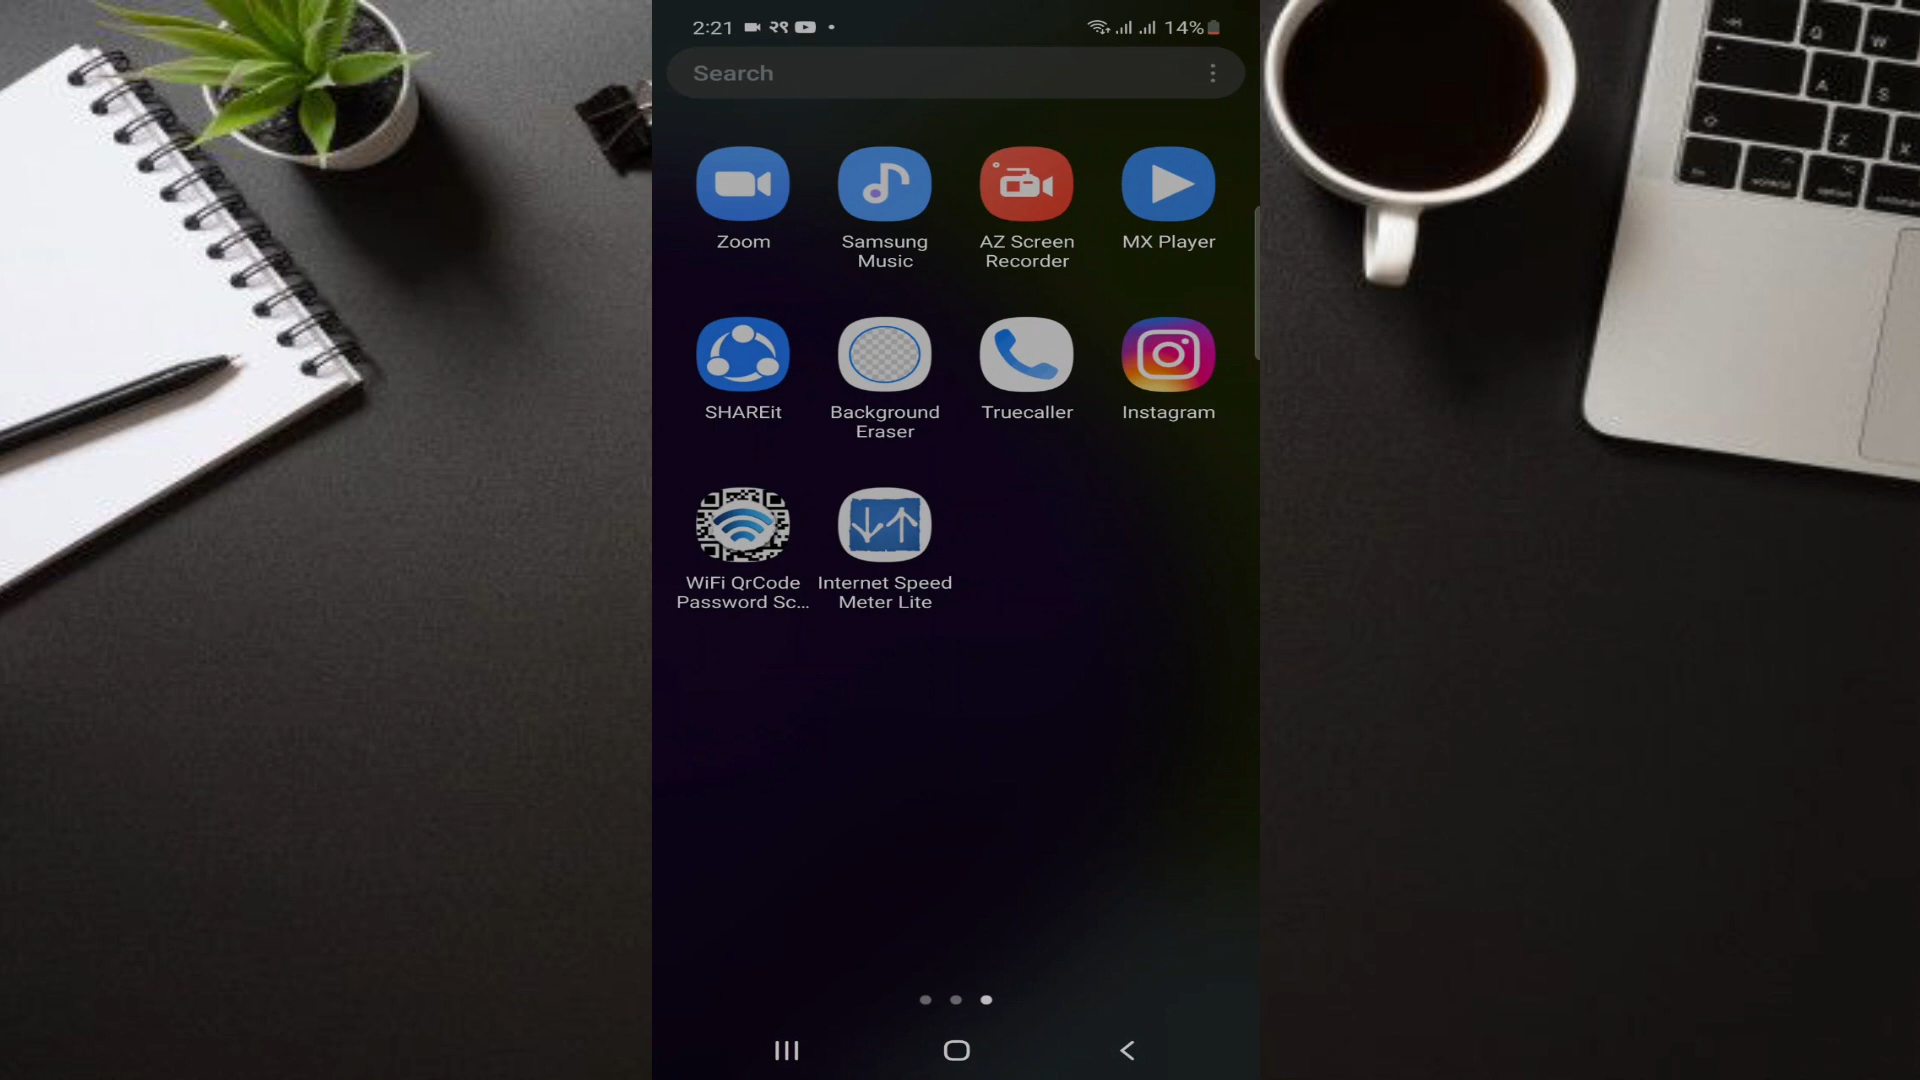 2:21 २९ 14%
Search
Zoom
Samsung
Music
AZ Screen
Recorder
MX Player
SHAREit
Background
Eraser
Truecaller
Instagram
WiFi QrCode
Password Sc...
Internet Speed
Meter Lite
Q
W
A
S
Z
X